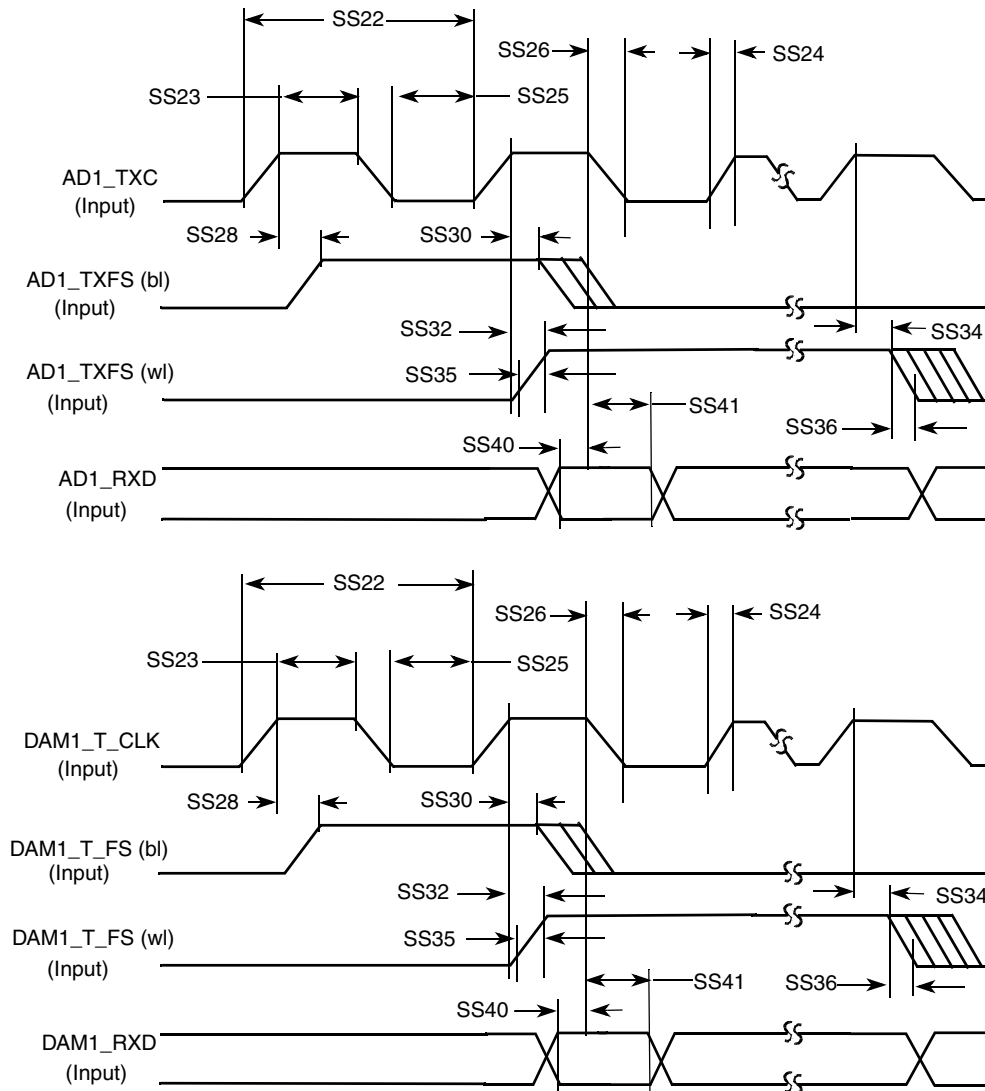 SS22
SS26
SS24
SS23
SS25
AD1_TXC
(Input)
SS28
SS30
AD1_TXFS (bl)
(Input)
SS32
SS34
AD1_TXFS (wl)
(Input)
SS35
SS41
SS36
SS40
AD1_RXD
(Input)
SS22
SS26
SS24
SS23
SS25
DAM1_T_CLK
(Input)
SS28
SS30
DAM1_T_FS (bl)
(Input)
SS32
SS34
DAM1_T_FS (wl)
(Input)
SS35
SS41
SS36
SS40
DAM1_RXD
(Input)